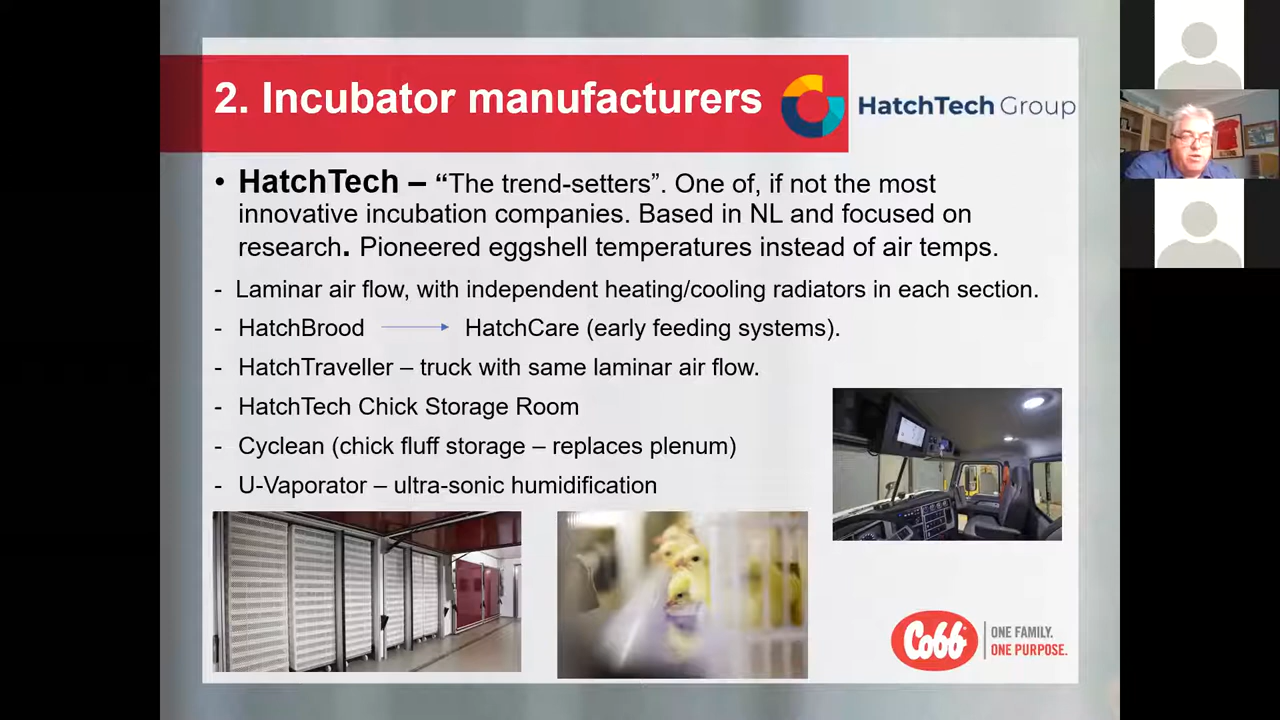 2. Incubator manufacturers
HatchTech Group
• HatchTech – “The trend-setters”. One of, if not the most
innovative incubation companies. Based in NL and focused on
research. Pioneered eggshell temperatures instead of air temps.
- Laminar air flow, with independent heating/cooling radiators in each section.
- HatchBrood HatchCare (early feeding systems).
- HatchTraveller – truck with same laminar air flow.
- HatchTech Chick Storage Room
- Cyclean (chick fluff storage – replaces plenum)
- U-Vaporator – ultra-sonic humidification
Cobb
ONE FAMILY.
ONE PURPOSE.